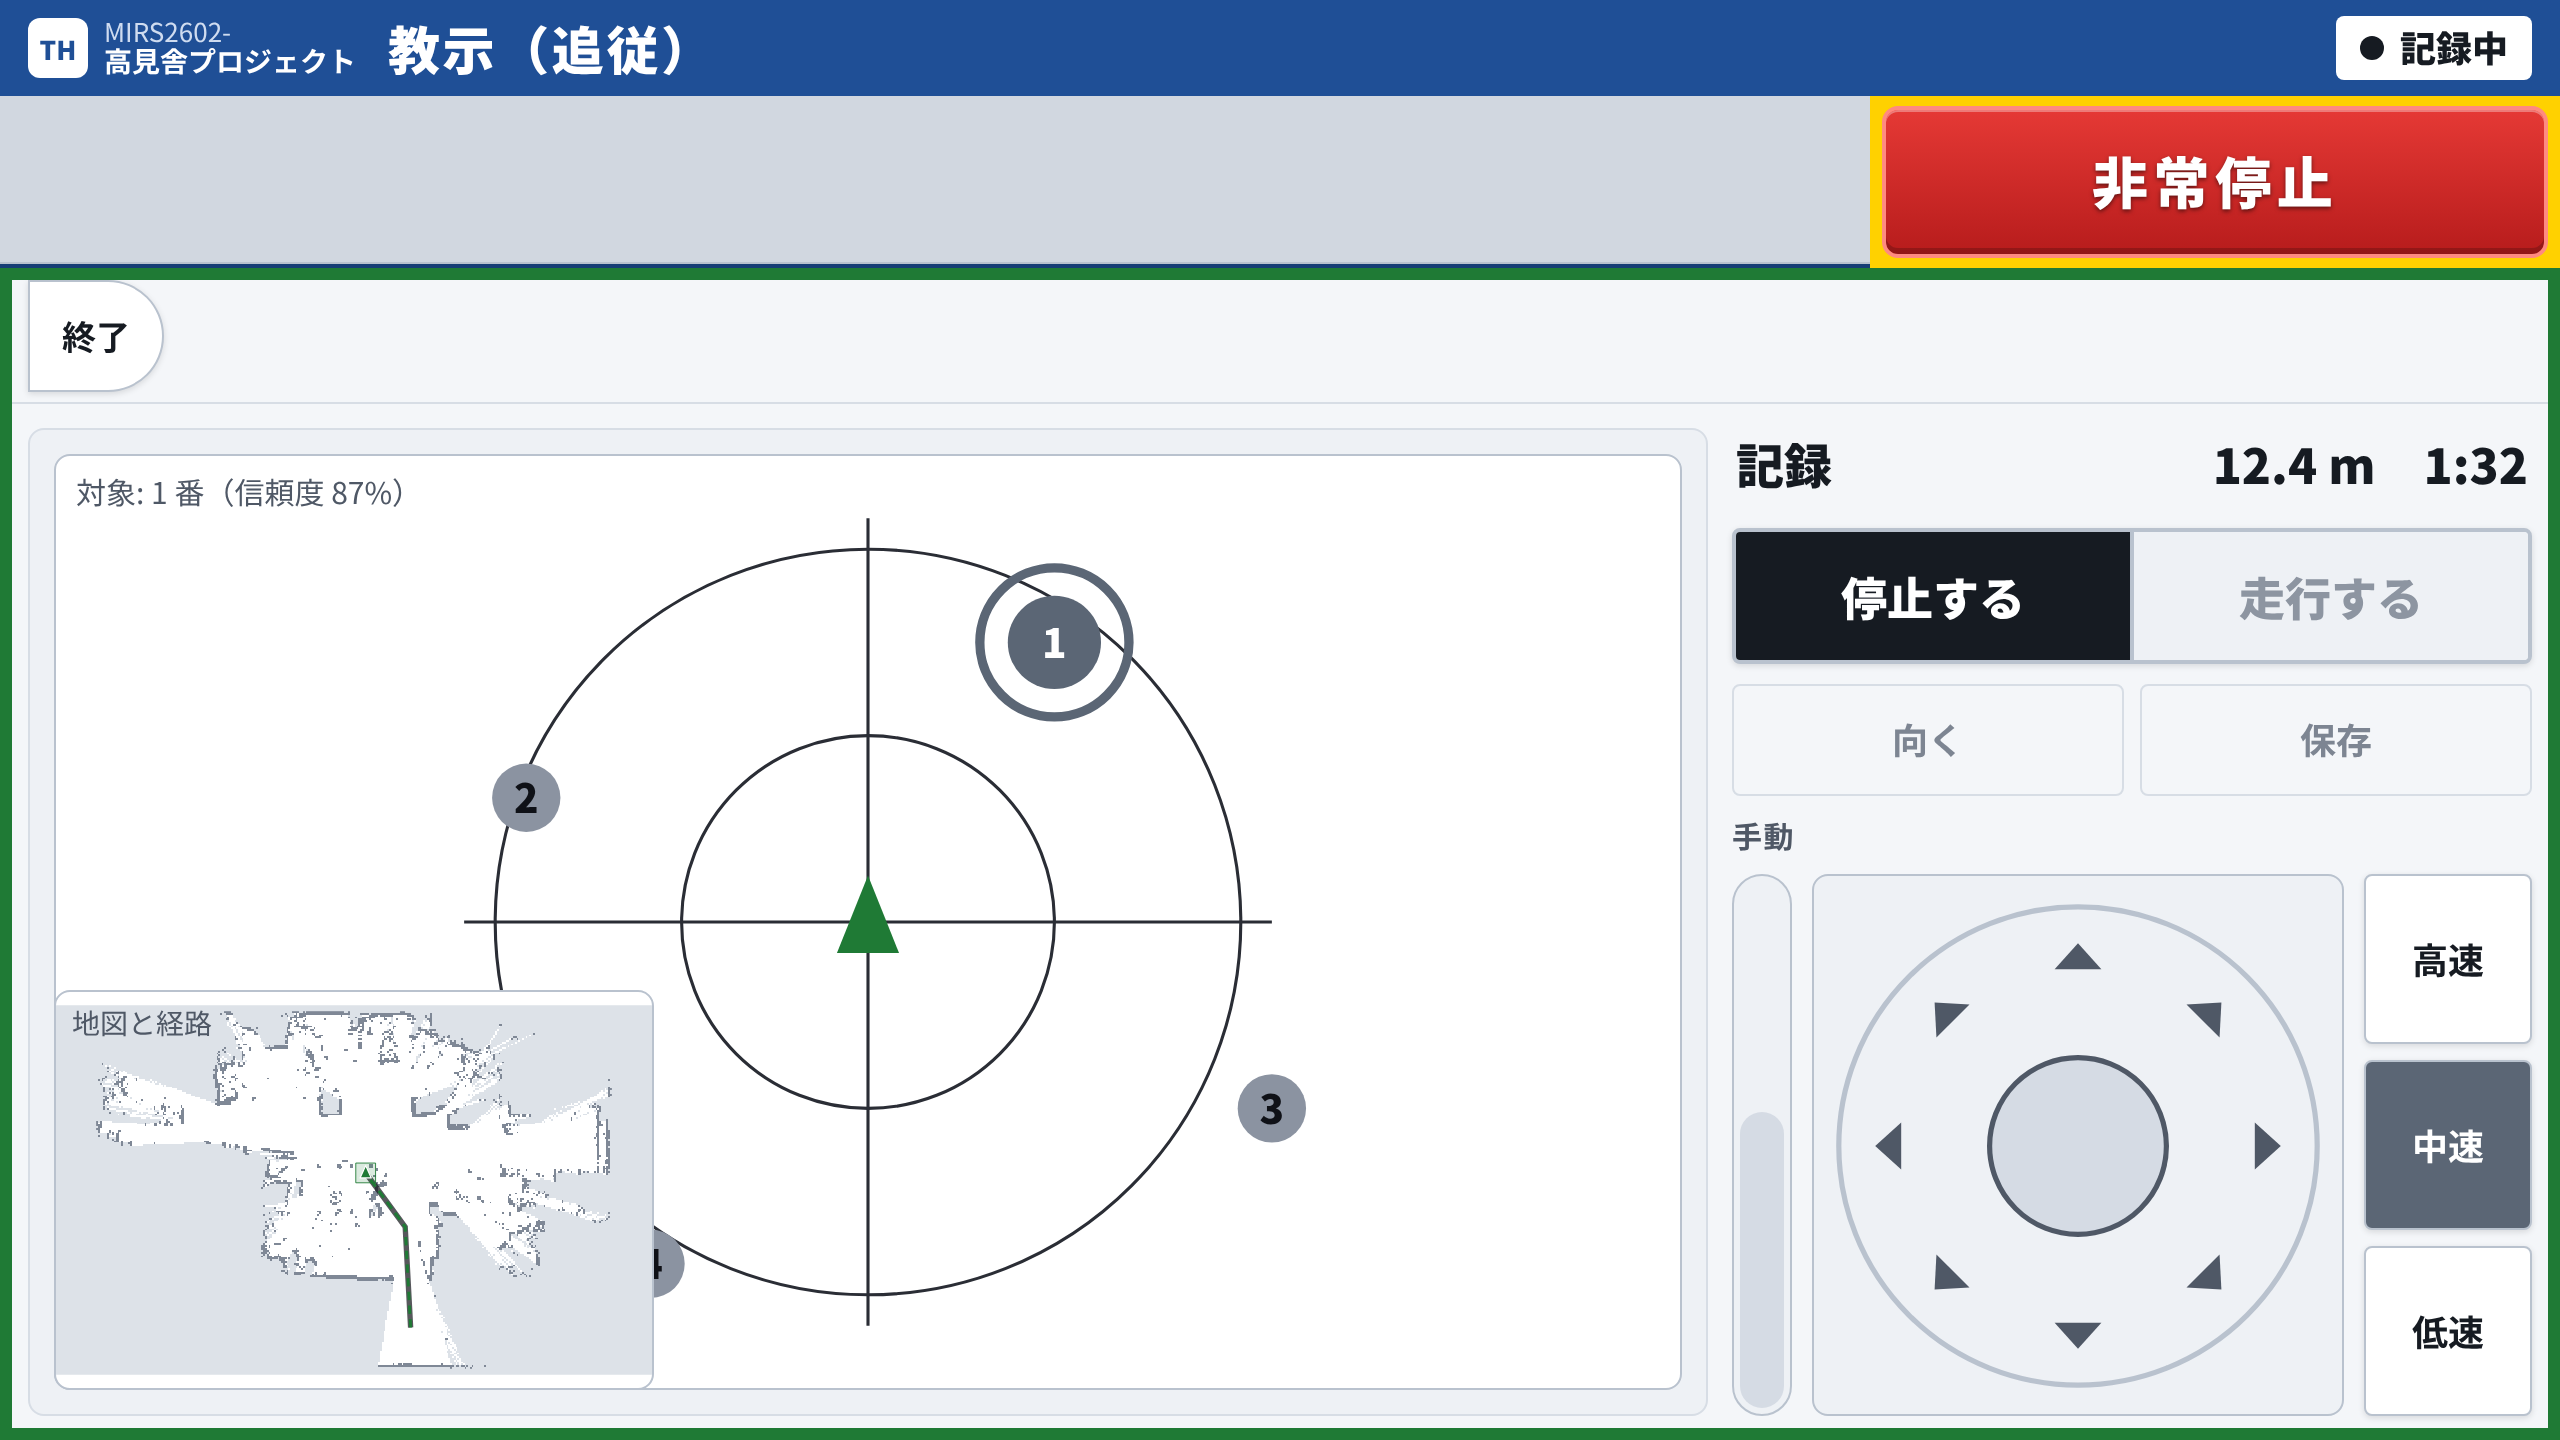 TH
MIRS2602-
高見舎プロジェクト
教示（追従）
記録中
非常停止
終了
対象: 1 番（信頼度 87%）
1
2
3
4
地図と経路
記録 12.4 m 1:32
停止する 走行する
向く 保存
手動
高速
中速
低速